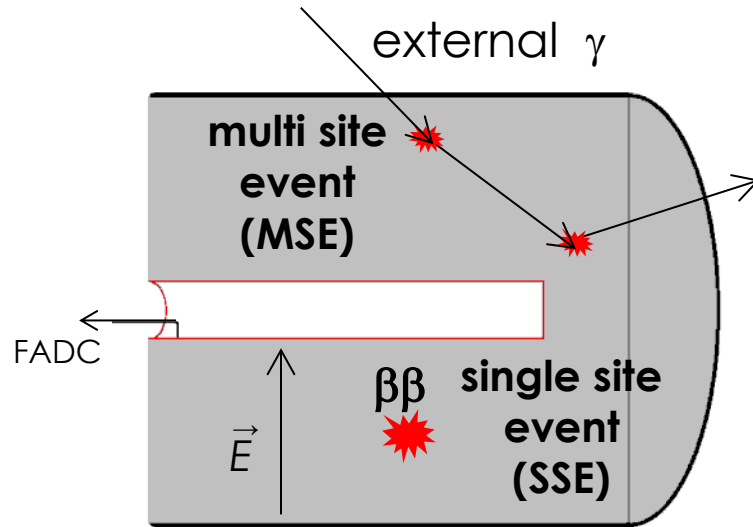 external γ
multi site
event
(MSE)
FADC
ββ
single site
event
(SSE)
E